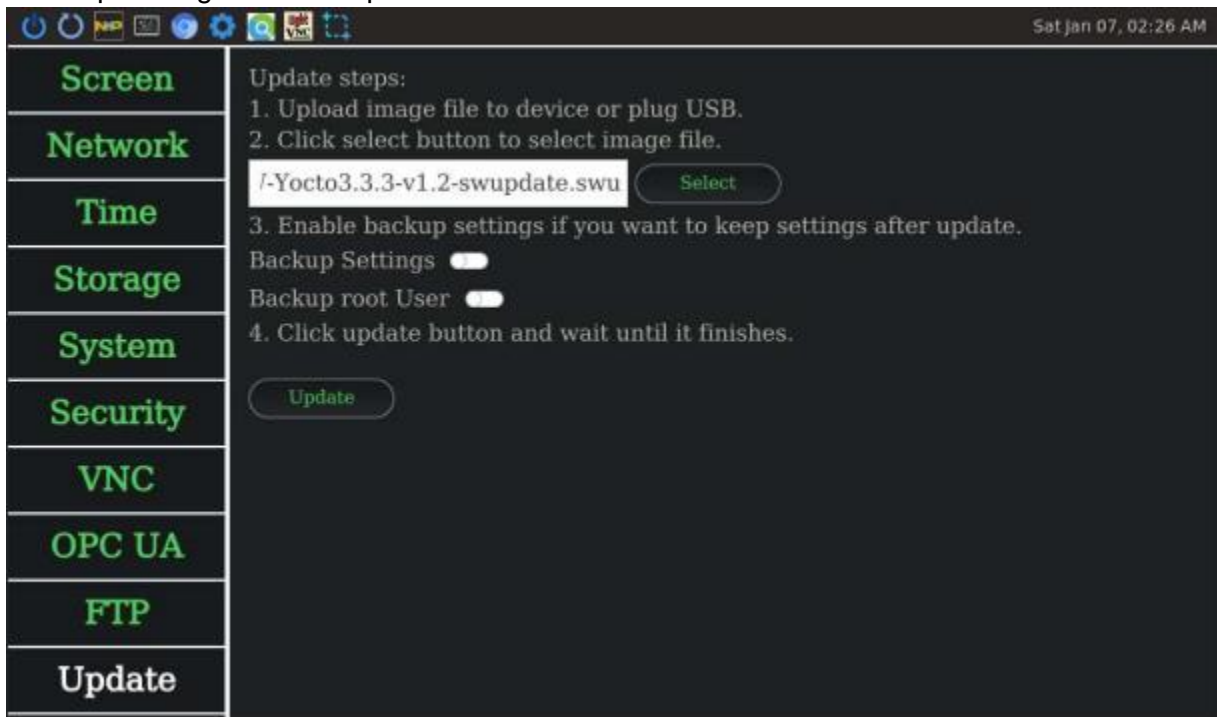 Sat Jan 07, 02:26 AM
Screen
Network
Time
Storage
System
Security
VNC
OPC UA
FTP
Update
Update steps:
1. Upload image file to device or plug USB.
2. Click select button to select image file.
/-Yocto3.3.3-v1.2-swupdate.swu
Select
3. Enable backup settings if you want to keep settings after update.
Backup Settings
Backup root User
4. Click update button and wait until it finishes.
Update